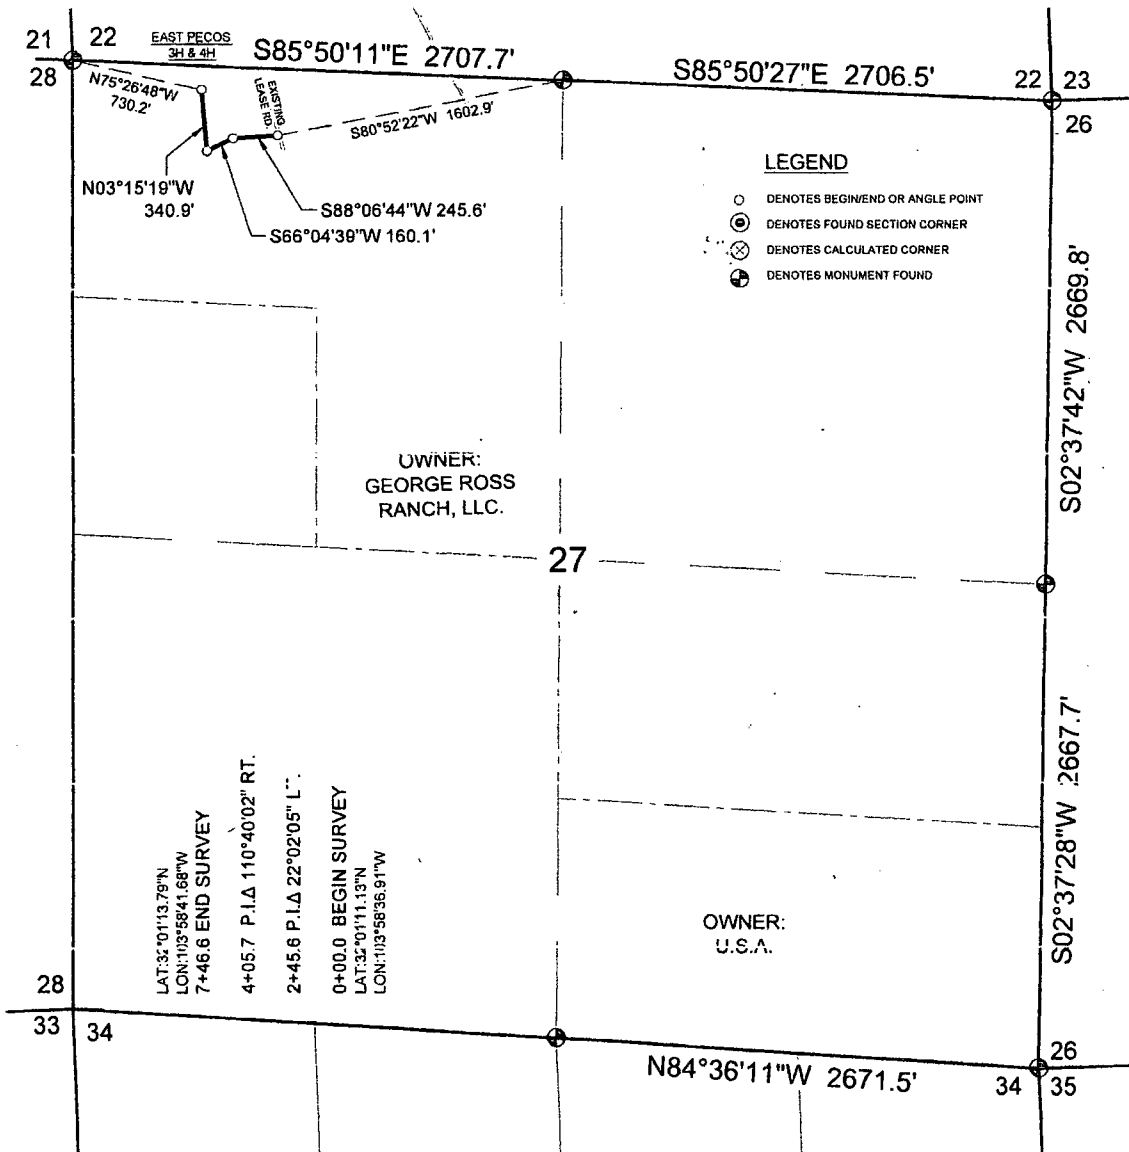 21 22
28
EAST PECOS
3H & 4H
S85°50'11"E 2707.7'
S85°50'27"E 2706.5'
22 23
26
N75°26'48"W
730.2'
EXISTING
LEASE RD.
S80°52'22"W 1602.9'
N03°15'19"W
340.9'
S88°06'44"W 245.6'
S66°04'39"W 160.1'
LEGEND
DENOTES BEGIN/END OR ANGLE POINT
DENOTES FOUND SECTION CORNER
DENOTES CALCULATED CORNER
DENOTES MONUMENT FOUND
S02°37'42"W 2669.8'
OWNER:
GEORGE ROSS
RANCH, LLC.
27
S02°37'28"W 2667.7'
LAT:32°01'13.79"N
LON:103°58'41.68"W
7+46.6 END SURVEY
4+05.7 P.I.Δ 110°40'02" RT.
2+45.6 P.I.Δ 22°02'05"
0+00.0 BEGIN SURVEY
LAT:32°01'11.13"N
LON:103°58'36.91"W
OWNER:
U.S.A.
28
33 34
N84°36'11"W 2671.5'
26
34 35